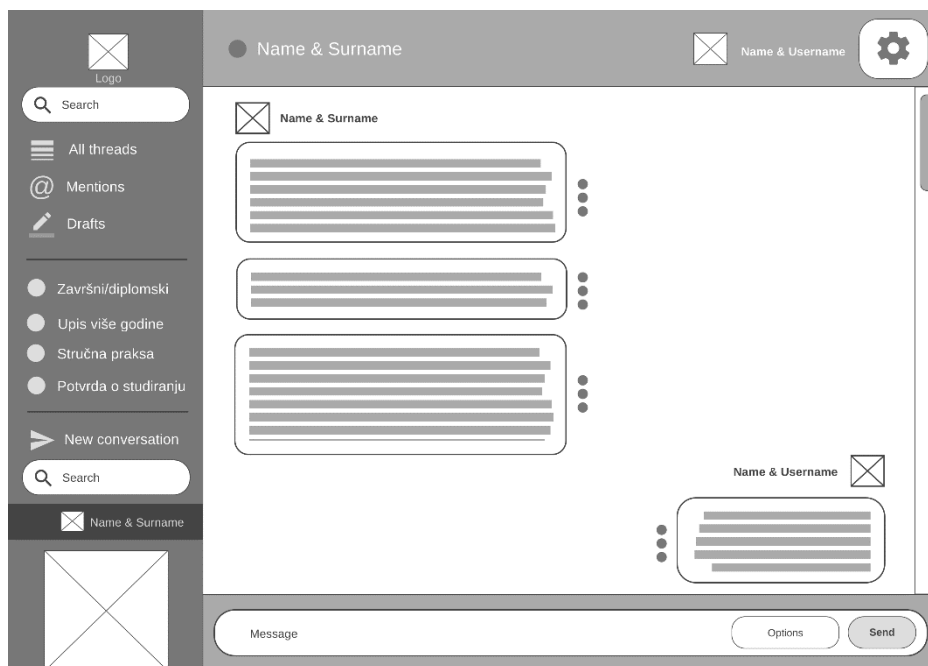 Logo
Search
All threads
@ Mentions
Drafts
Završni/diplomski
Upis više godine
Stručna praksa
Potvrda o studiranju
New conversation
Search
Name & Surname
Name & Surname
Name & Username
Name & Surname
Name & Username
Message
Options
Send